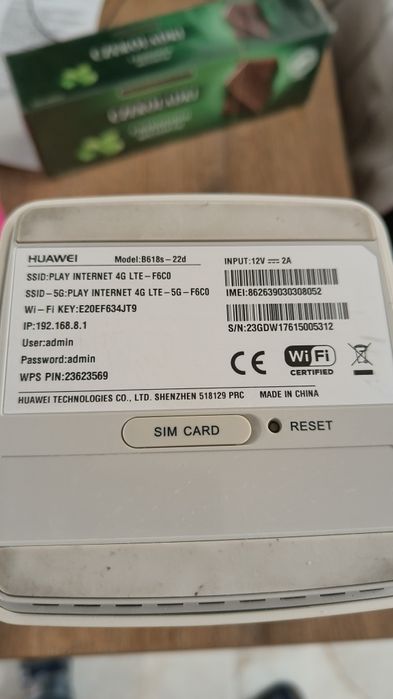 HUAWEI Model:B618s-22d
SSID:PLAY INTERNET 4G LTE-F6C0
SSID-5G:PLAY INTERNET 4G LTE-5G-F6C0
Wi-Fi KEY:E20EF634JT9
IP:192.168.8.1
User:admin
Password:admin
WPS PIN:23623569
INPUT:12V ⎓ 2A
IMEI:862639030308052
S/N:23GDW17615005312
CE Wi Fi CERTIFIED
HUAWEI TECHNOLOGIES CO., LTD. SHENZHEN 518129 PRC MADE IN CHINA
SIM CARD RESET